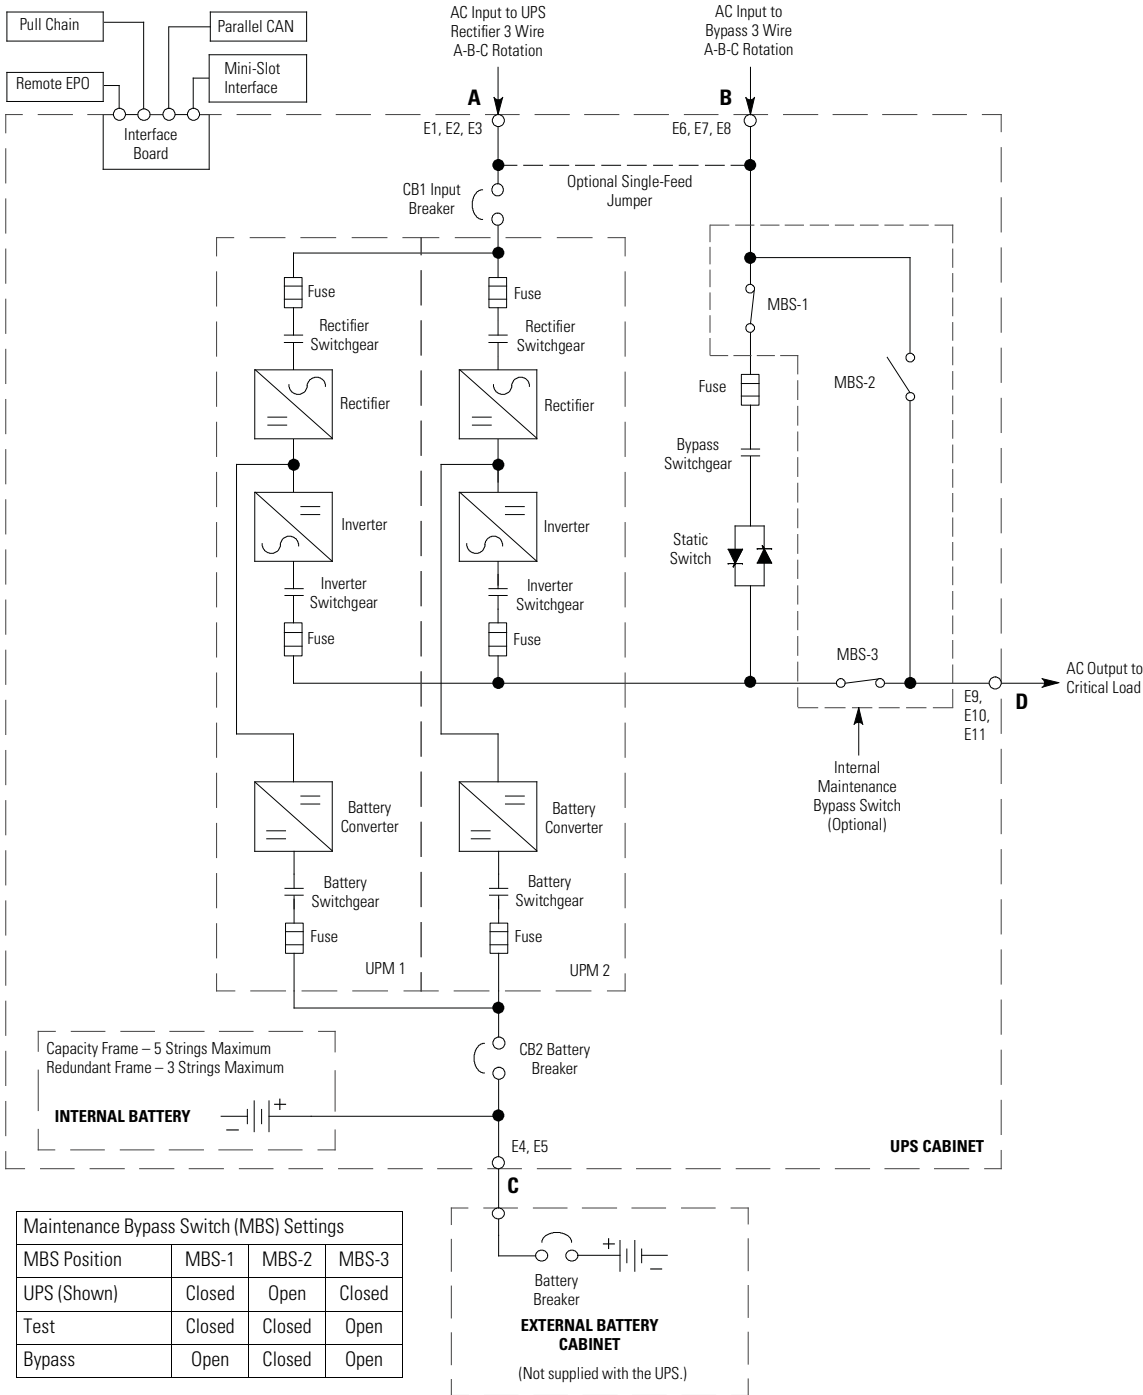 Pull Chain
Parallel CAN
Remote EPO
Mini-Slot
Interface
Interface
Board
AC Input to UPS
Rectifier 3 Wire
A-B-C Rotation
AC Input to
Bypass 3 Wire
A-B-C Rotation
A
B
E1, E2, E3
E6, E7, E8
Optional Single-Feed
Jumper
CB1 Input
Breaker
Fuse
Fuse
Rectifier
Switchgear
Rectifier
Switchgear
Rectifier
Rectifier
MBS-1
MBS-2
Fuse
Bypass
Switchgear
Inverter
Inverter
Static
Switch
Inverter
Switchgear
Inverter
Switchgear
Fuse
Fuse
MBS-3
AC Output to
Critical Load
E9,
E10,
E11
D
Internal
Maintenance
Bypass Switch
(Optional)
Battery
Converter
Battery
Converter
Battery
Switchgear
Battery
Switchgear
Fuse
Fuse
UPM 1
UPM 2
Capacity Frame – 5 Strings Maximum
Redundant Frame – 3 Strings Maximum
INTERNAL BATTERY
+
–
CB2 Battery
Breaker
E4, E5
UPS CABINET
C
Maintenance Bypass Switch (MBS) Settings
MBS Position MBS-1 MBS-2 MBS-3
UPS (Shown) Closed Open Closed
Test Closed Closed Open
Bypass Open Closed Open
+
–
Battery
Breaker
EXTERNAL BATTERY
CABINET
(Not supplied with the UPS.)